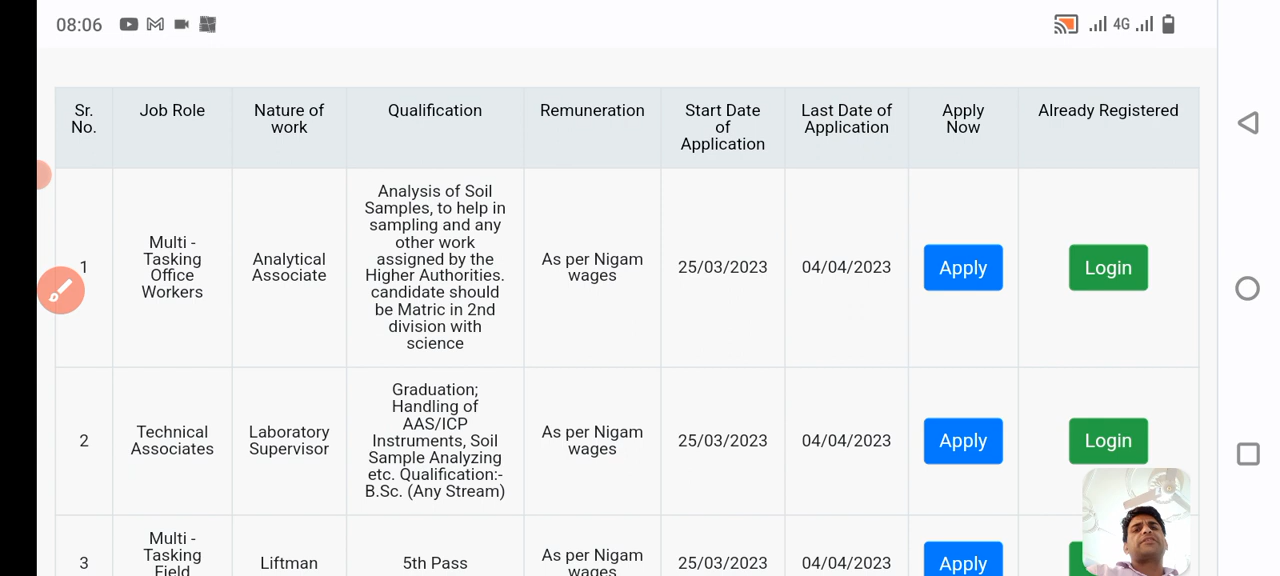 08:06
4G
Sr. No.
Job Role
Nature of work
Qualification
Remuneration
Start Date of Application
Last Date of Application
Apply Now
Already Registered
1
Multi -
Tasking
Office
Workers
Analytical
Associate
Analysis of Soil
Samples, to help in
sampling and any
other work
assigned by the
Higher Authorities.
candidate should
be Matric in 2nd
division with
science
As per Nigam
wages
25/03/2023
04/04/2023
Apply
Login
2
Technical
Associates
Laboratory
Supervisor
Graduation;
Handling of
AAS/ICP
Instruments, Soil
Sample Analyzing
etc. Qualification:-
B.Sc. (Any Stream)
As per Nigam
wages
25/03/2023
04/04/2023
Apply
Login
3
Multi -
Tasking
Field
Liftman
5th Pass
As per Nigam
wages
25/03/2023
04/04/2023
Apply